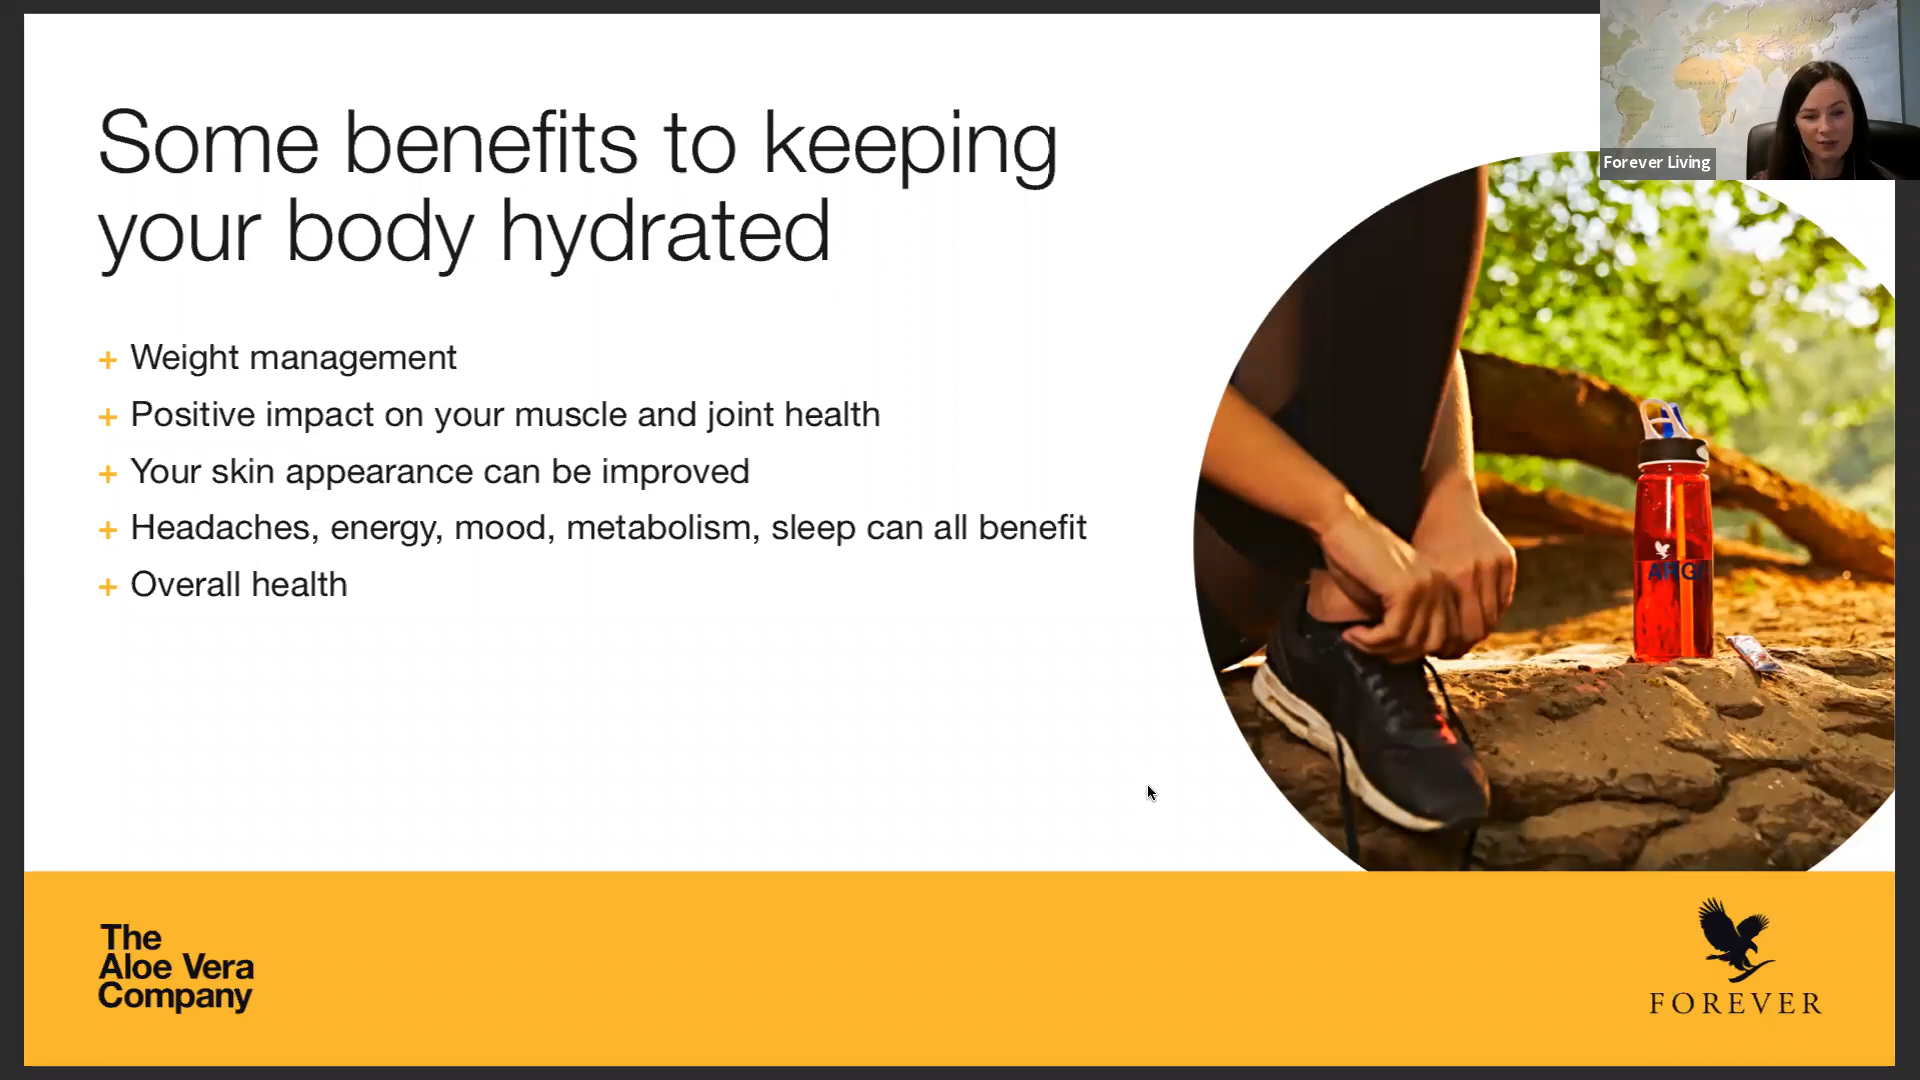 Some benefits to keeping
your body hydrated
+ Weight management
+ Positive impact on your muscle and joint health
+ Your skin appearance can be improved
+ Headaches, energy, mood, metabolism, sleep can all benefit
+ Overall health
Forever Living
The
Aloe Vera
Company
FOREVER